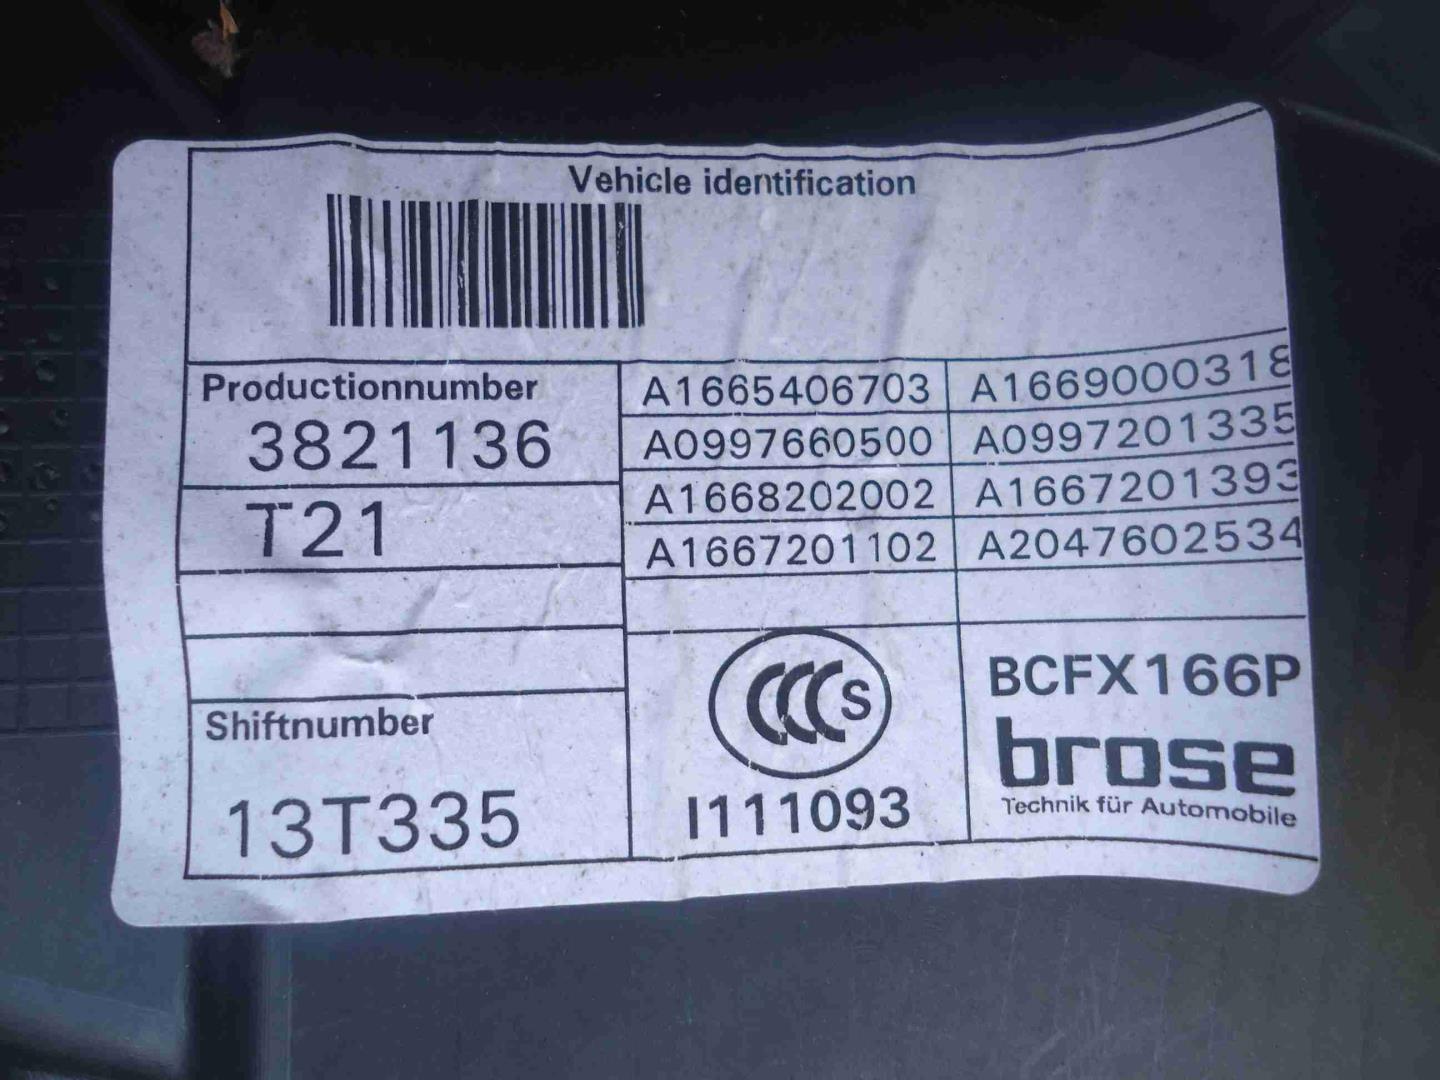 Vehicle identification
Productionnumber
3821136
T21
Shiftnumber
13T335
A1665406703 A1669000318
A0997660500 A0997201335
A1668202002 A1667201393
A1667201102 A2047602534
CCC S
I111093
BCFX166P
brose
Technik für Automobile